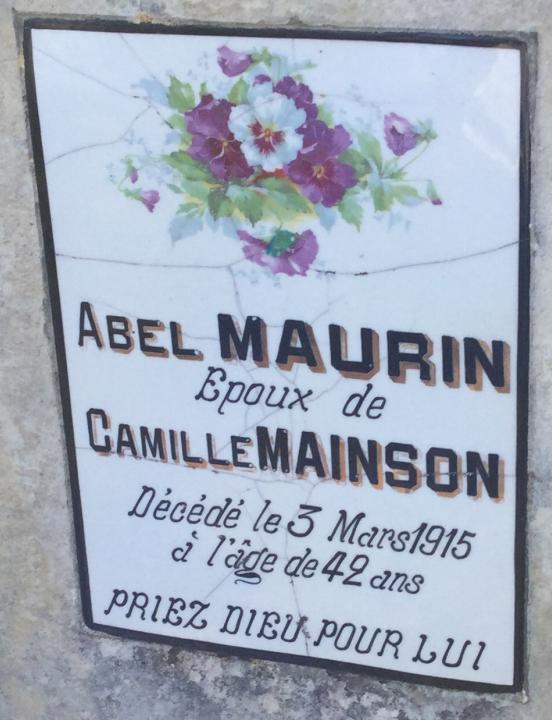 ABEL MAURIN
Epoux de
CAMILLE MAINSON
Décédé le 3 Mars 1915
à l'âge de 42 ans
PRIEZ DIEU POUR LUI